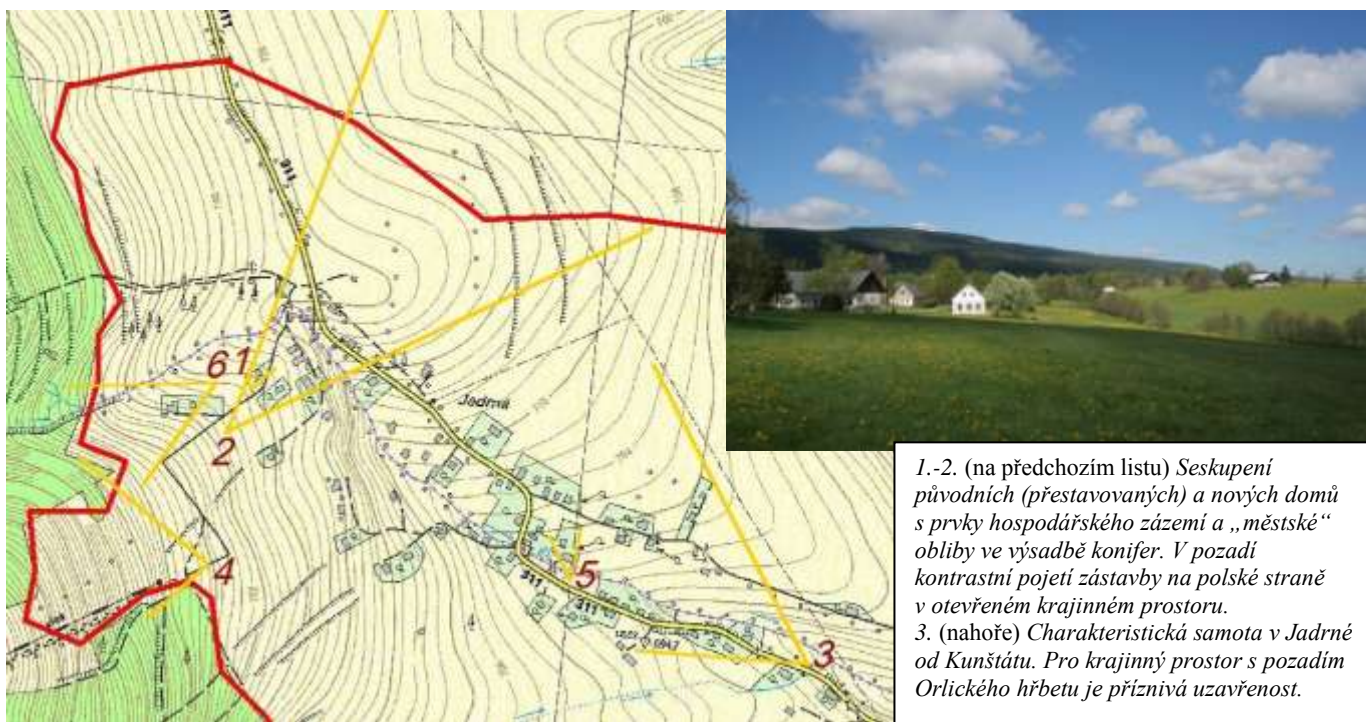 311
311
6 1
2
Jadrná
4
5
311
311
3
1.-2. (na předchozím listu) Seskupení
původních (přestavovaných) a nových domů
s prvky hospodářského zázemí a „městské“
obliby ve výsadbě konifer. V pozadí
kontrastní pojetí zástavby na polské straně
v otevřeném krajinném prostoru.
3. (nahoře) Charakteristická samota v Jadrné
od Kunštátu. Pro krajinný prostor s pozadím
Orlického hřbetu je příznivá uzavřenost.